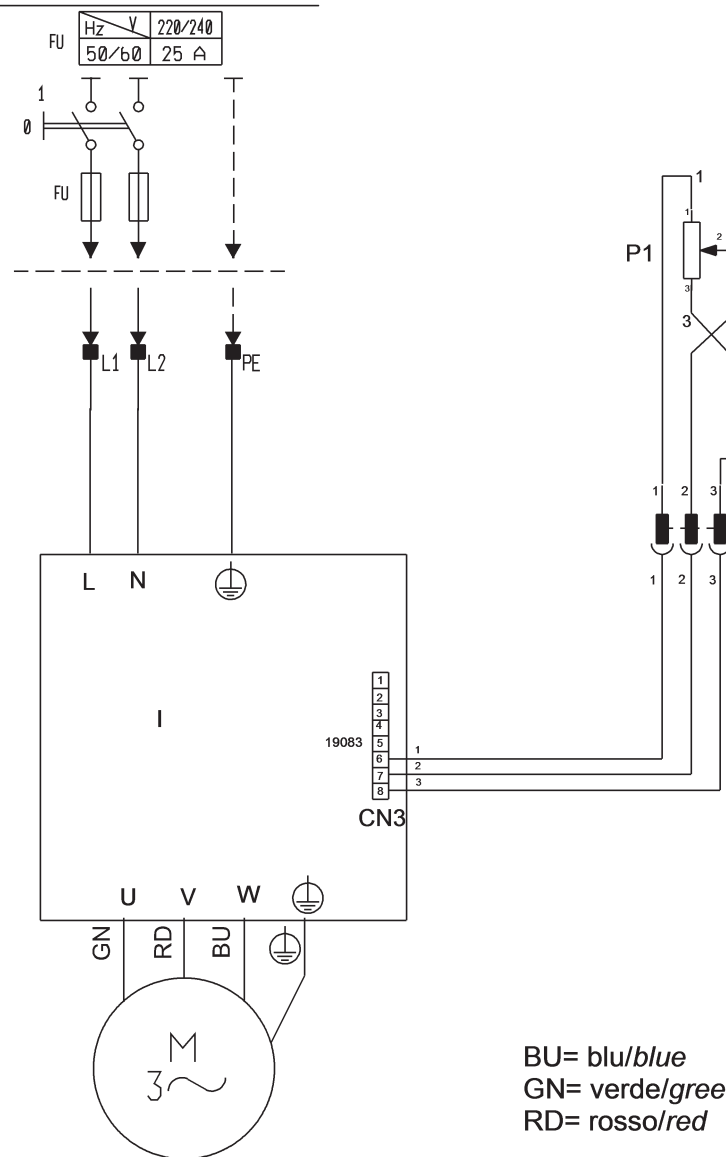 Hz V 220/240
FU 50/60 25 A
1
0
FU
L1 L2 PE
1
1
P1 2
3
3
1 2 3
1 2 3
L N
I
1
2
3
4
19083 5
6 1
7 2
8 3
CN3
U V W
GN RD BU
M
3
BU= blu/blue
GN= verde/gree
RD= rosso/red